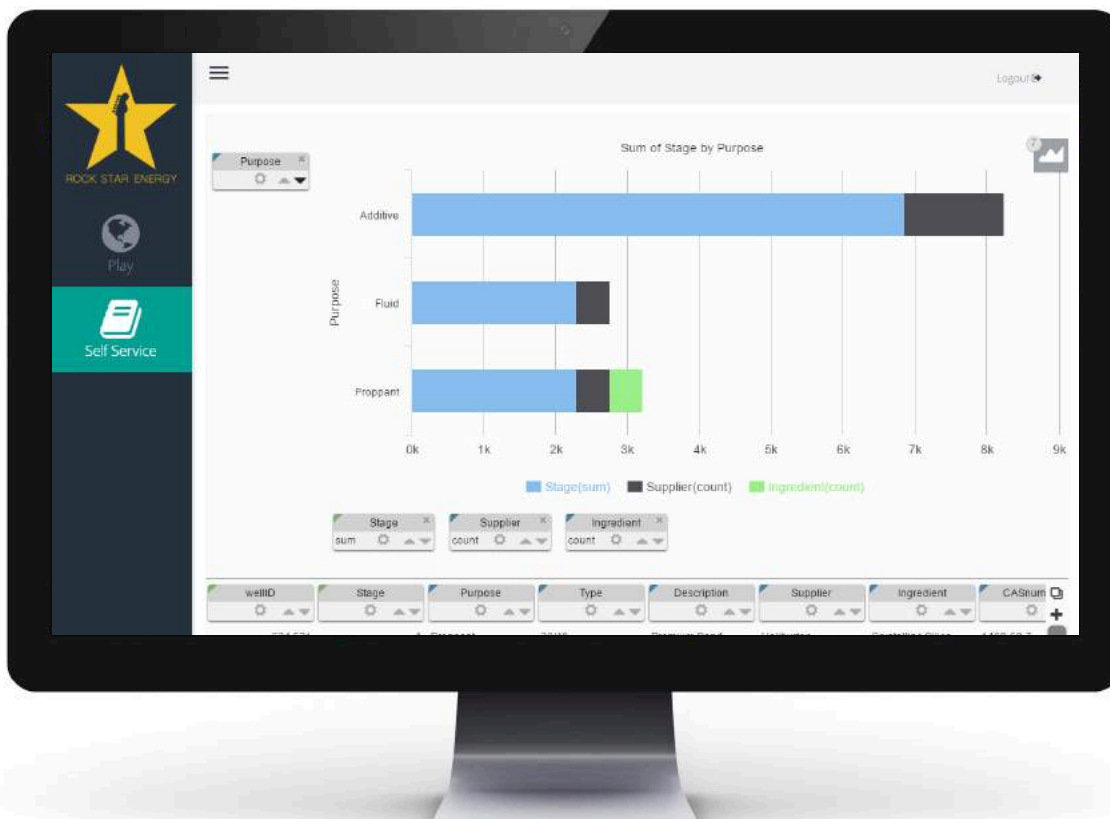 ROCK STAR ENERGY
Logout
Play
Self Service
Purpose
Sum of Stage by Purpose
7
Purpose
Additive
Fluid
Proppant
0k 1k 2k 3k 4k 5k 6k 7k 8k 9k
Stage(sum) Supplier(count) Ingredient(count)
Stage Supplier Ingredient
sum count count
wellID Stage Purpose Type Description Supplier Ingredient CASnum